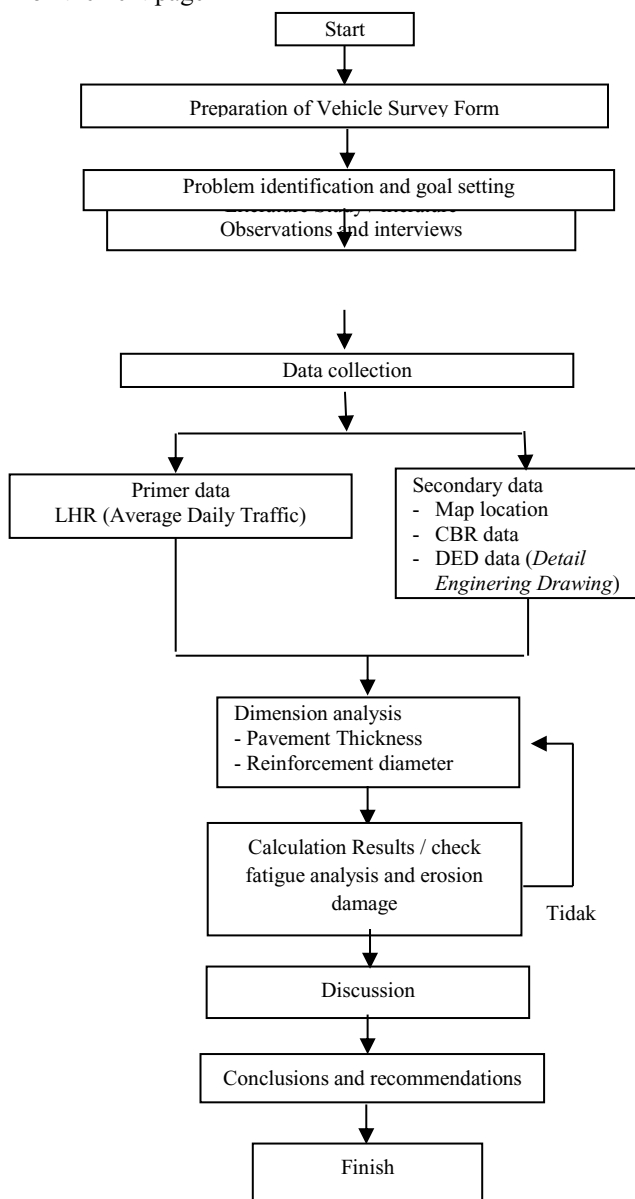 Start
Preparation of Vehicle Survey Form
Problem identification and goal setting
Observations and interviews
Data collection
Primer data
LHR (Average Daily Traffic)
Secondary data
- Map location
- CBR data
- DED data (Detail
Enginering Drawing)
Dimension analysis
- Pavement Thickness
- Reinforcement diameter
Calculation Results / check
fatigue analysis and erosion
damage
Tidak
Discussion
Conclusions and recommendations
Finish